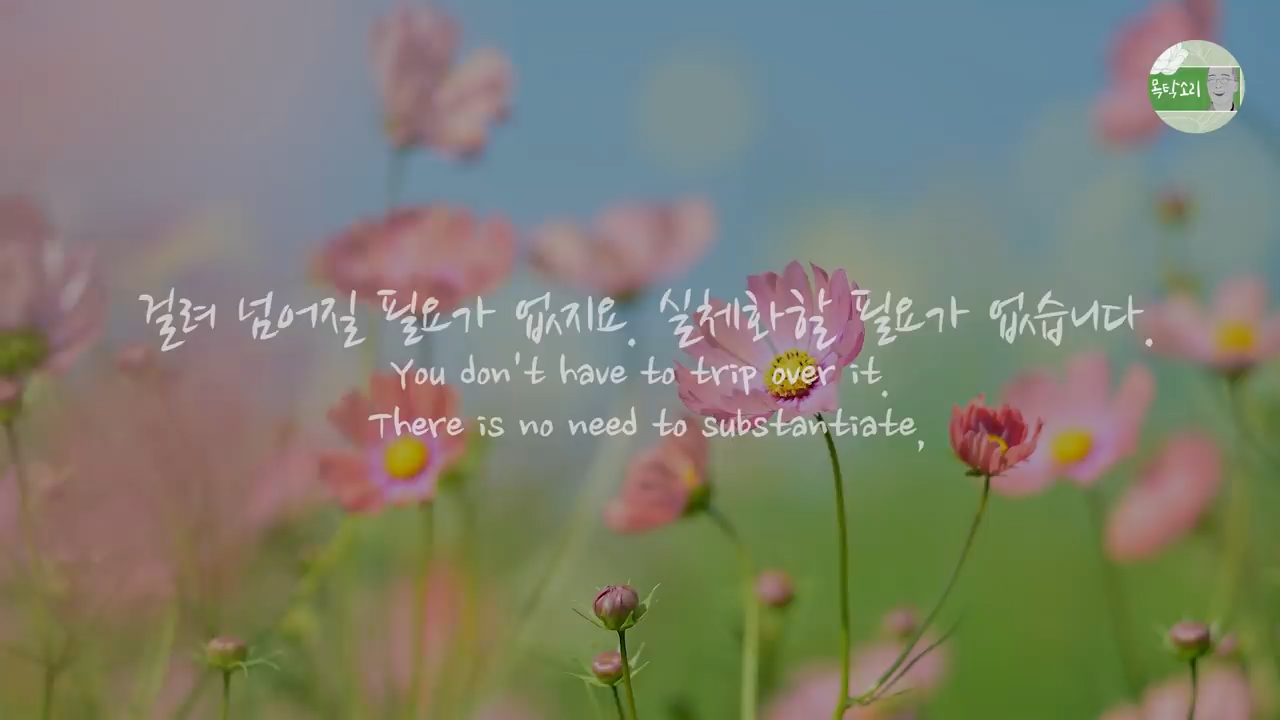 목탁소리
걸려 넘어질 필요가 없지요. 실체화할 필요가 없습니다.
You don't have to trip over it.
There is no need to substantiate,